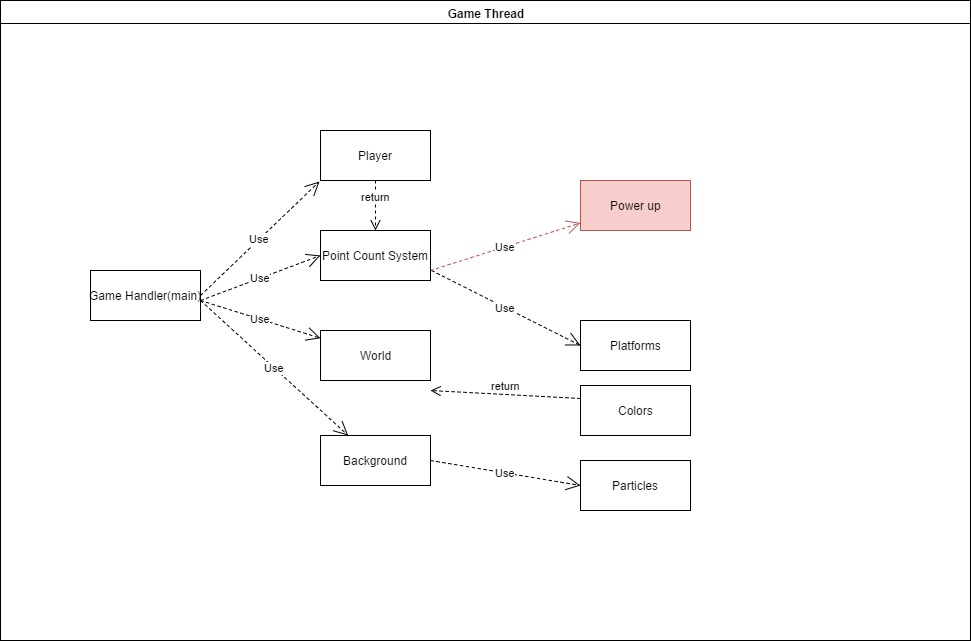 Game Thread
Player
return
Power up
Use
Use
Point Count System
Use
Game Handler(main)
Use
Use
Platforms
World
Use
return
Colors
Background
Use
Particles